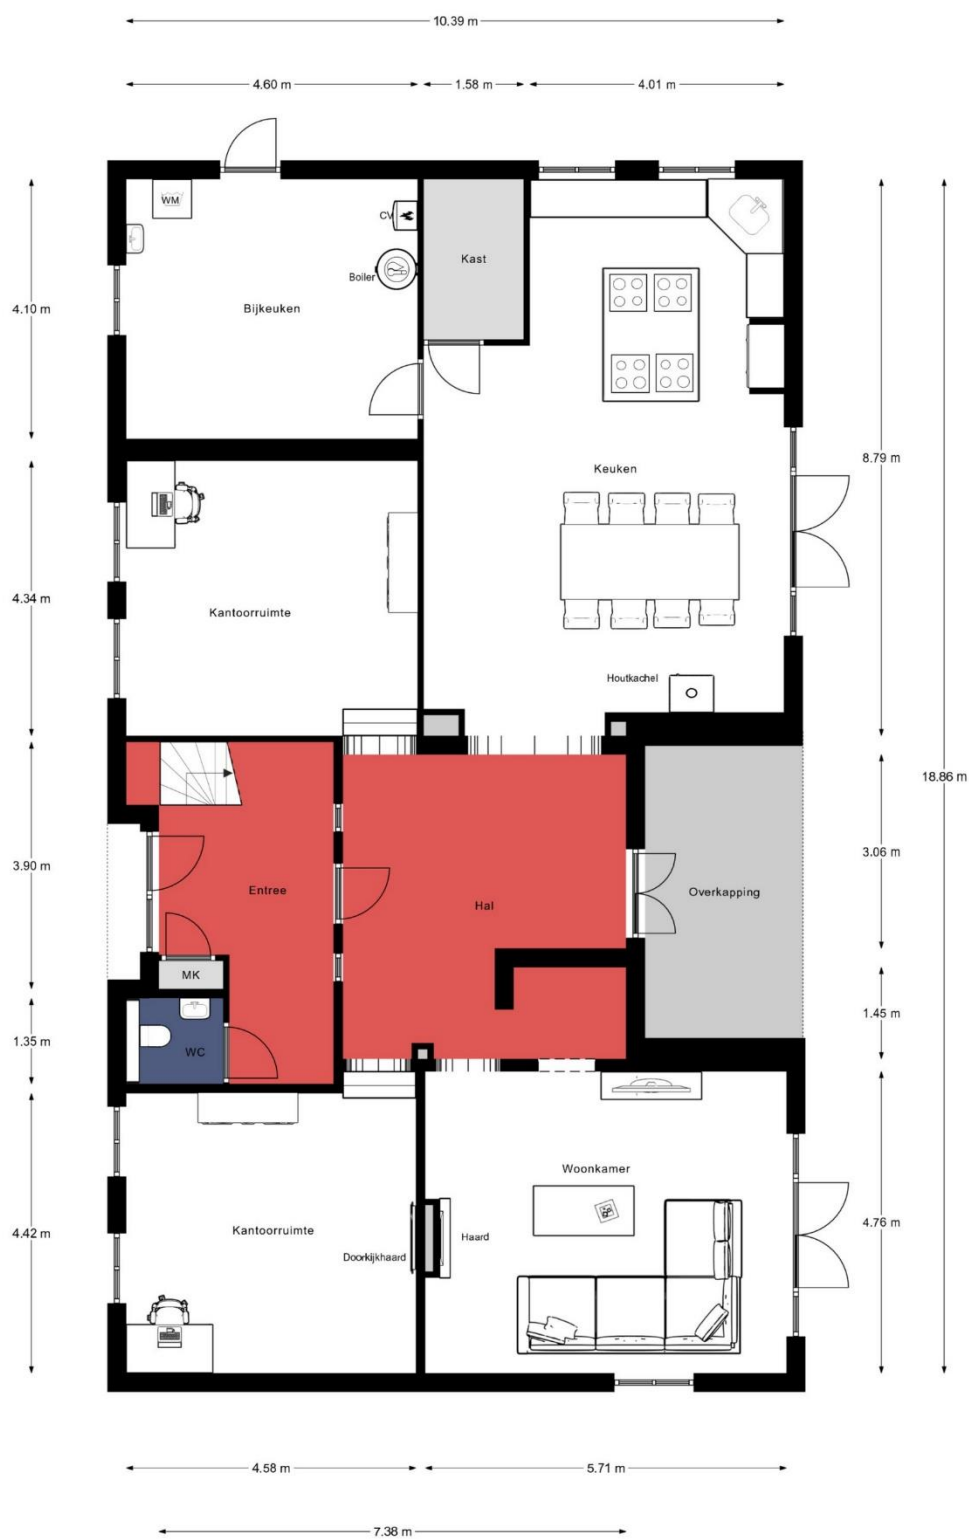 10.39 m
4.60 m
1.58 m
4.01 m
WM
CV
Boiler
Kast
Bijkeuken
4.10 m
Keuken
8.79 m
Kantoorruimte
4.34 m
Houtkachel
18.86 m
3.90 m
Entree
Hal
Overkapping
3.06 m
MK
WC
1.35 m
1.45 m
Woonkamer
Kantoorruimte
Haard
Doorkijkhaard
4.42 m
4.76 m
4.58 m
5.71 m
7.38 m